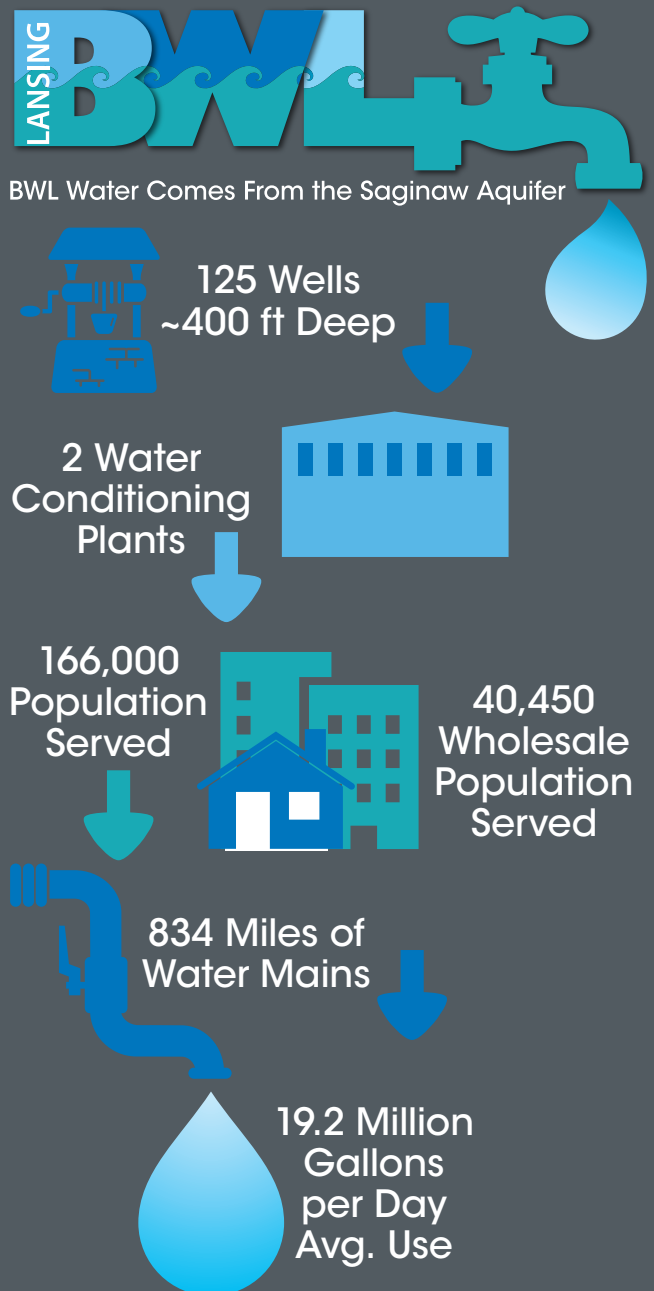 LANSING
BWL
BWL Water Comes From the Saginaw Aquifer
125 Wells
~400 ft Deep
2 Water
Conditioning
Plants
166,000
Population
Served
40,450
Wholesale
Population
Served
834 Miles of
Water Mains
19.2 Million
Gallons
per Day
Avg. Use